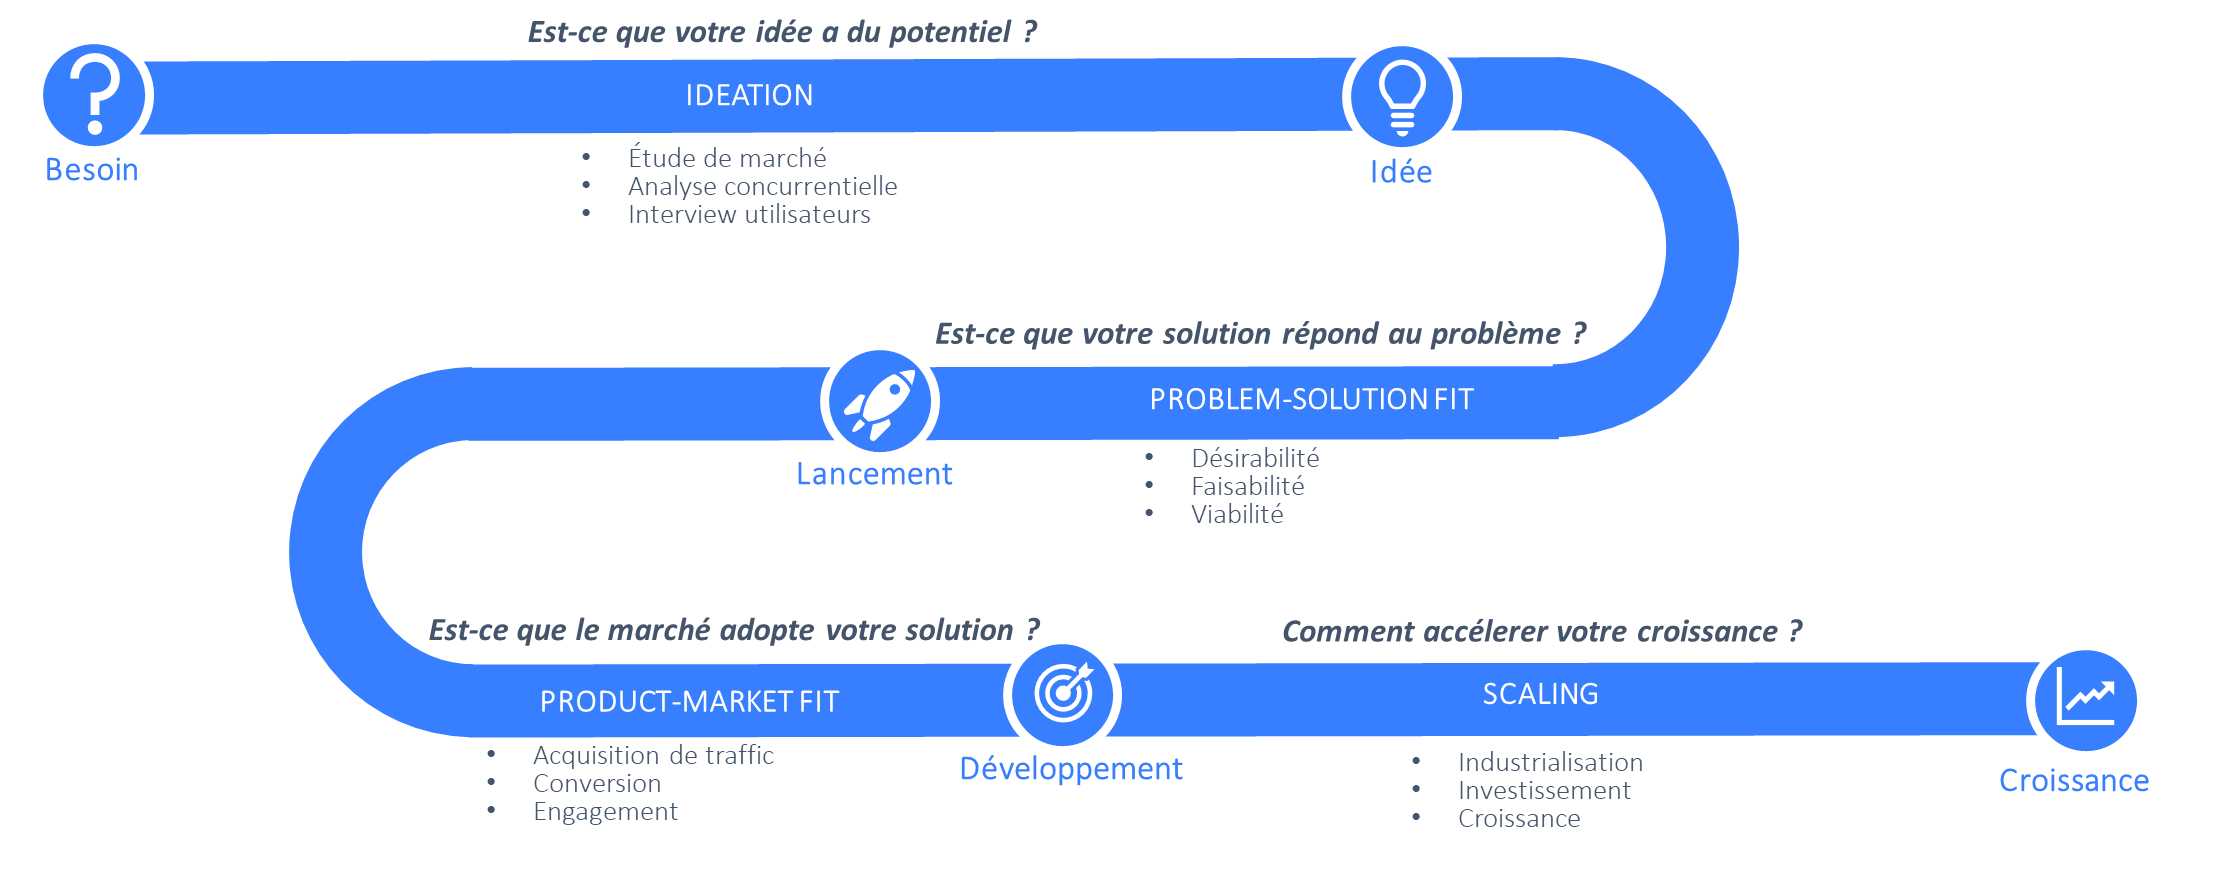 Est-ce que votre idée a du potentiel ?
IDEATION
Besoin
Idée
• Étude de marché
• Analyse concurrentielle
• Interview utilisateurs
Est-ce que votre solution répond au problème ?
PROBLEM-SOLUTION FIT
Lancement
• Désirabilité
• Faisabilité
• Viabilité
Est-ce que le marché adopte votre solution ?
PRODUCT-MARKET FIT
• Acquisition de traffic
• Conversion
• Engagement
Développement
Comment accélerer votre croissance ?
SCALING
• Industrialisation
• Investissement
• Croissance
Croissance